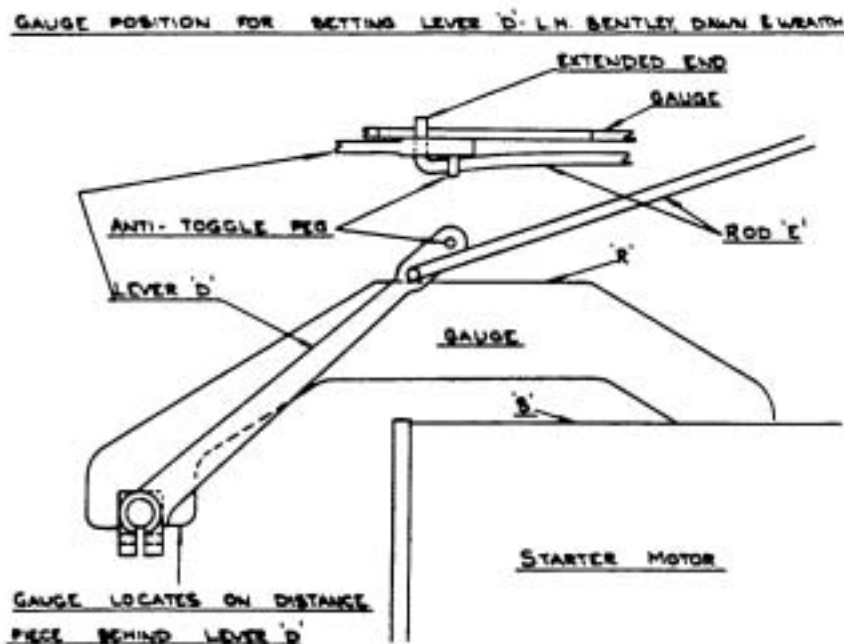 GAUGE POSITION FOR SETTING LEVER 'D'- L.H. BENTLEY, DAWN & WRAITH
EXTENDED END
GAUGE
ANTI-TOGGLE PEG
ROD 'E'
'R'
LEVER 'D'
GAUGE
'S'
STARTER MOTOR
GAUGE LOCATES ON DISTANCE
PIECE BEHIND LEVER 'D'